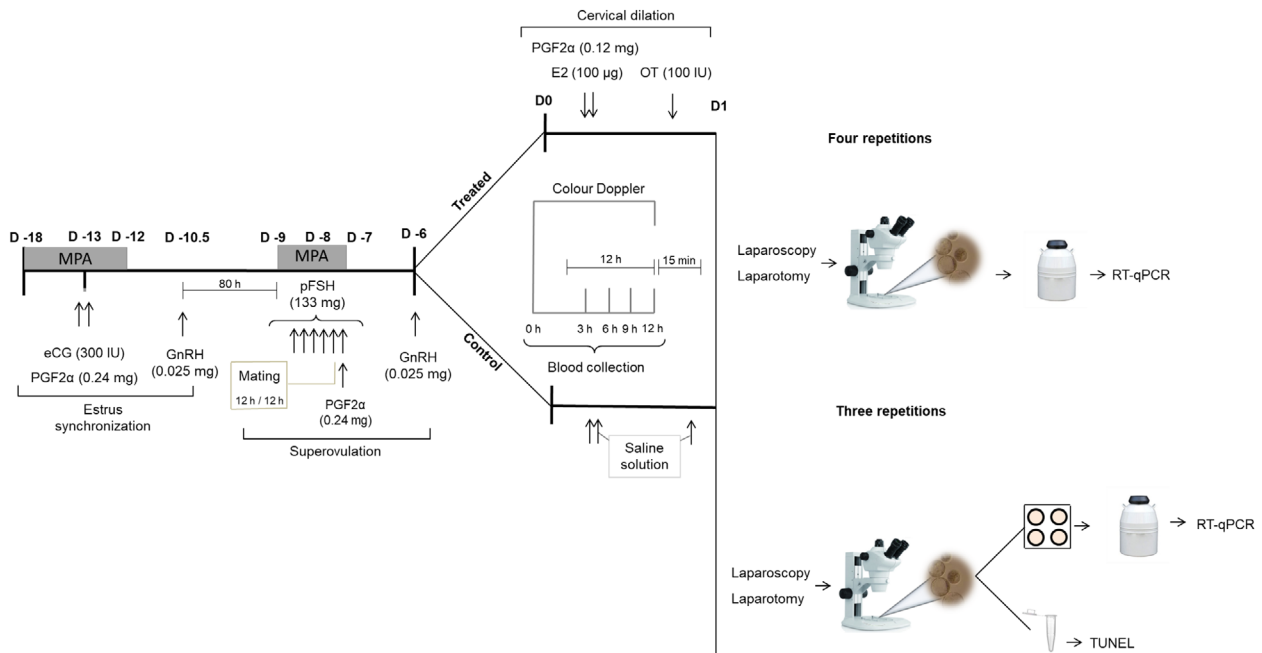 Cervical dilation
PGF2α (0.12 mg)
E2 (100 µg) OT (100 IU)
D0
D1
Treated
Four repetitions
Colour Doppler
D -18 D -13 D -12 D -10.5 D -9 D -8 D -7 D -6
MPA
MPA
12 h 15 min
Laparoscopy
Laparotomy
RT-qPCR
80 h
pFSH
(133 mg)
0 h 3 h 6 h 9 h 12 h
eCG (300 IU)
PGF2α (0.24 mg)
GnRH
(0.025 mg)
Mating
12 h / 12 h
PGF2α
(0.24 mg)
GnRH
(0.025 mg)
Control
Blood collection
Estrus
synchronization
Superovulation
Saline
solution
Three repetitions
RT-qPCR
Laparoscopy
Laparotomy
TUNEL